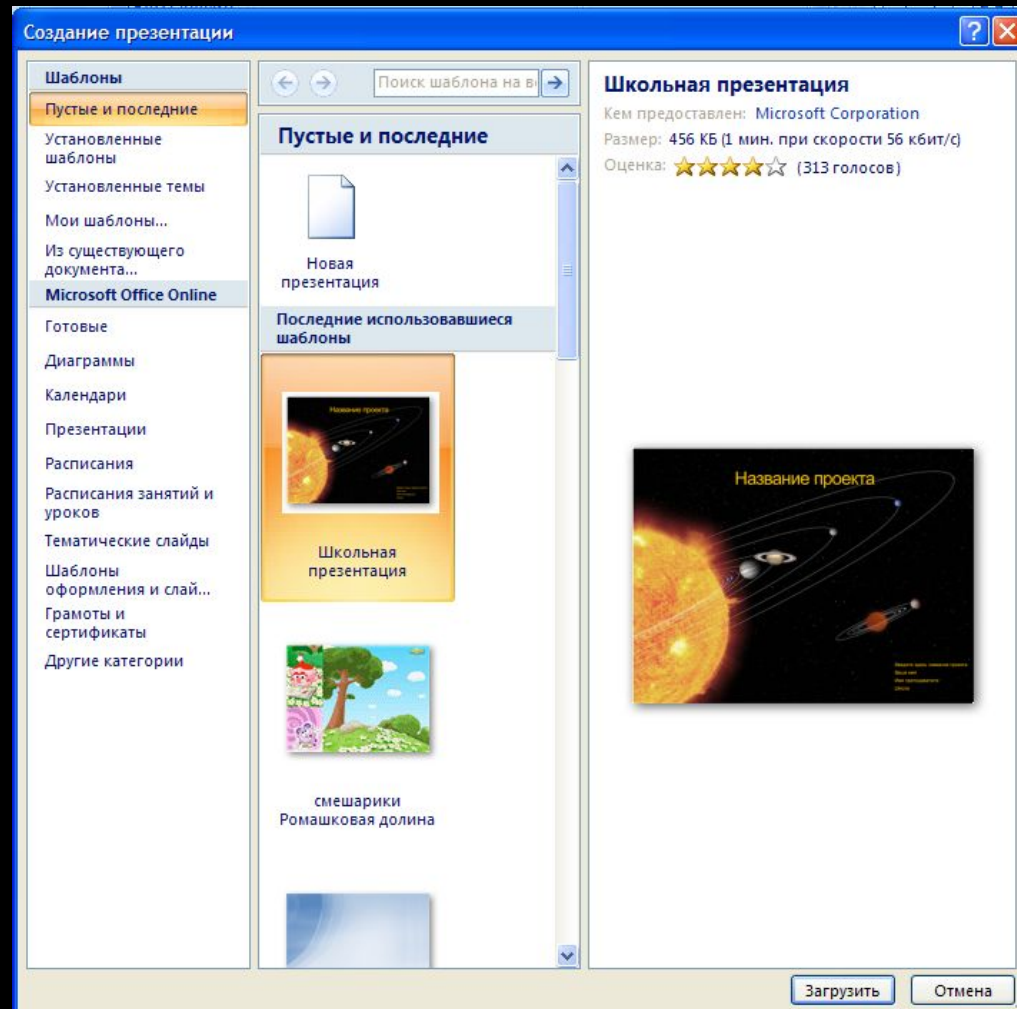 Создание презентации
Шаблоны
Пустые и последние
Установленные
шаблоны
Установленные темы
Мои шаблоны...
Из существующего
документа...
Microsoft Office Online
Готовые
Диаграммы
Календари
Презентации
Расписания
Расписания занятий и
уроков
Тематические слайды
Шаблоны
оформления и слай...
Грамоты и
сертификаты
Другие категории
Поиск шаблона на
Пустые и последние
Новая
презентация
Последние использовавшиеся
шаблоны
Название проекта
Школьная
презентация
смешарики
Ромашковая долина
Школьная презентация
Кем предоставлен: Microsoft Corporation
Размер: 456 КБ (1 мин. при скорости 56 кбит/с)
Оценка: (313 голосов)
Название проекта
Загрузить
Отмена